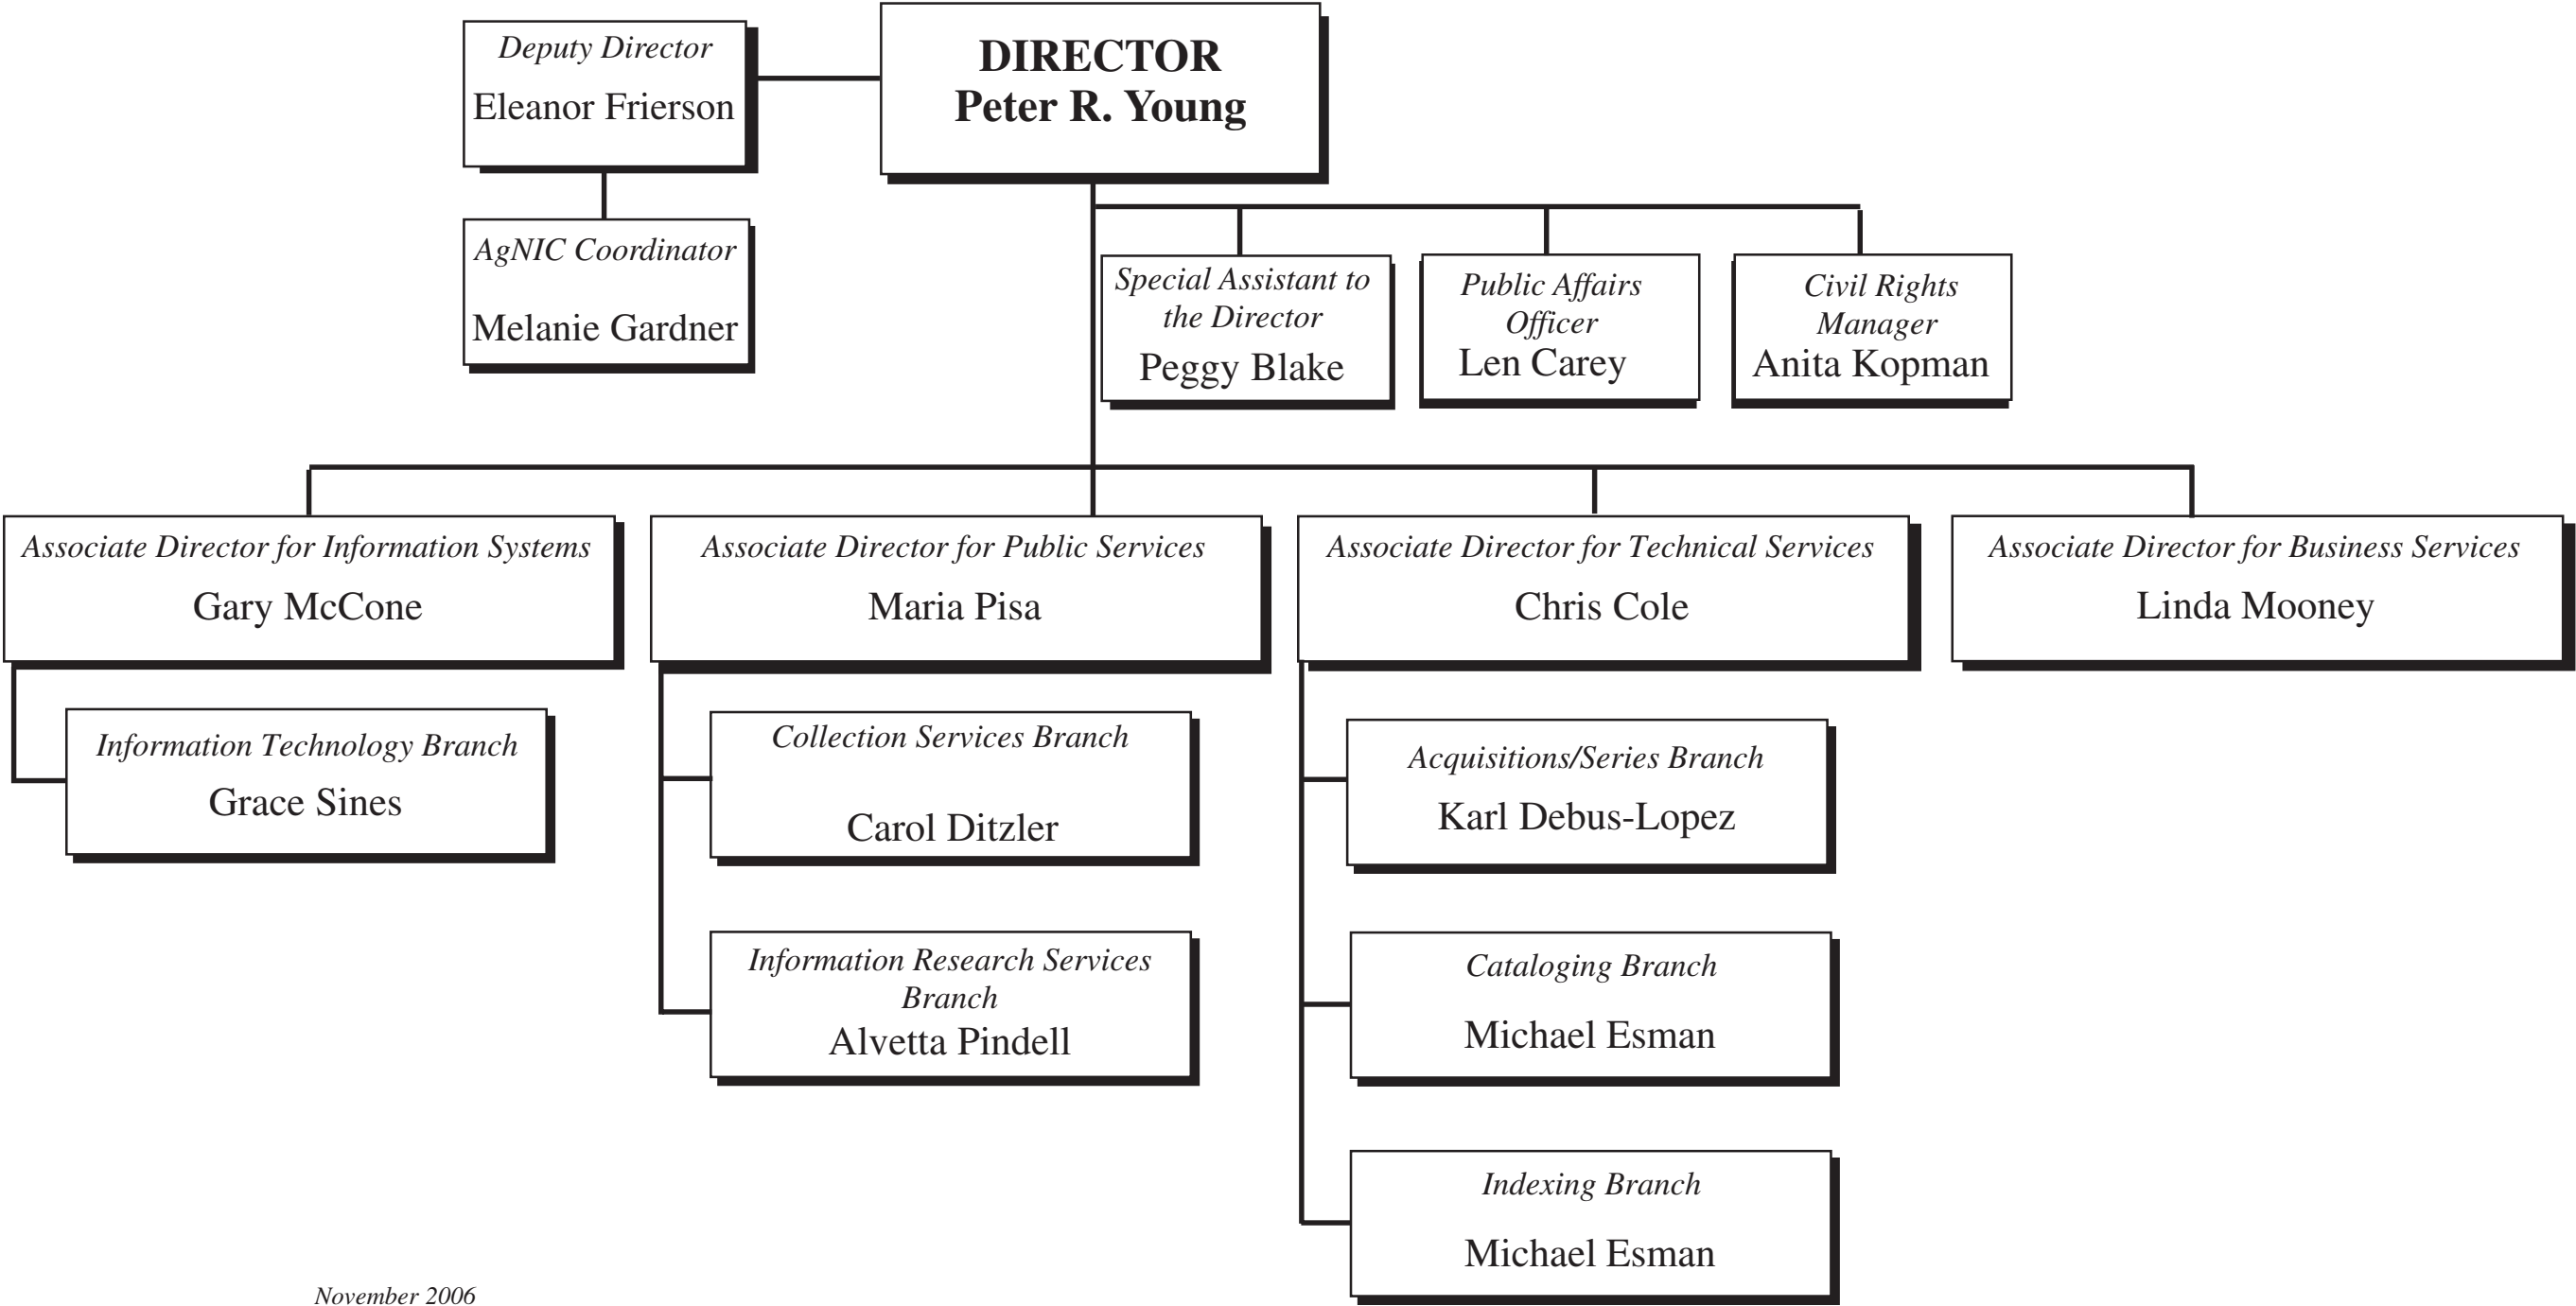 Deputy Director
Eleanor Frierson
DIRECTOR
Peter R. Young
AgNIC Coordinator
Melanie Gardner
Special Assistant to
the Director
Peggy Blake
Public Affairs
Officer
Len Carey
Civil Rights
Manager
Anita Kopman
Associate Director for Information Systems
Gary McCone
Associate Director for Public Services
Maria Pisa
Associate Director for Technical Services
Chris Cole
Associate Director for Business Services
Linda Mooney
Information Technology Branch
Grace Sines
Collection Services Branch
Carol Ditzler
Information Research Services
Branch
Alvetta Pindell
Acquisitions/Series Branch
Karl Debus-Lopez
Cataloging Branch
Michael Esman
Indexing Branch
Michael Esman
November 2006